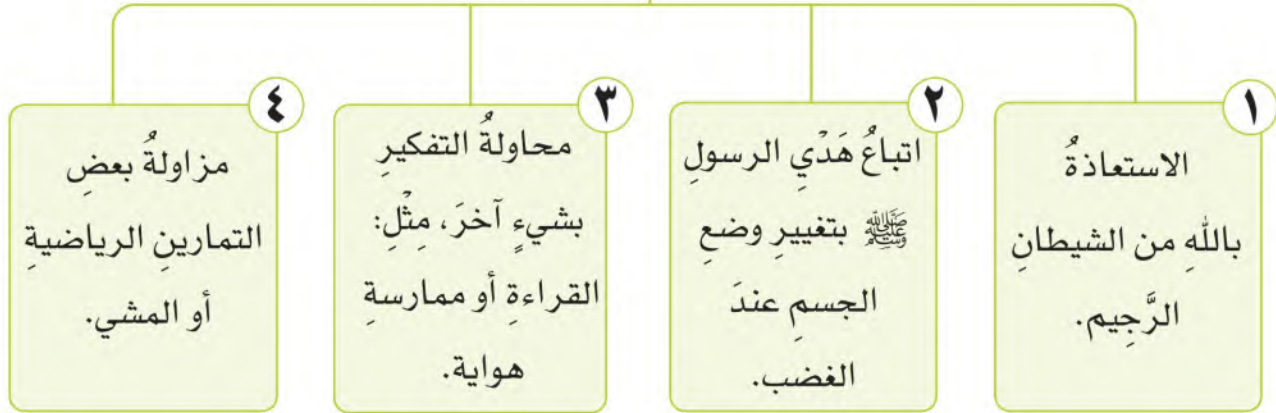 ١
الاستعاذةُ
باللهِ من الشيطانِ
الرَّجِيم.
٢
اتباعُ هَدْيِ الرسولِ
ﷺ بتغييرِ وضعِ
الجسمِ عندَ
الغضب.
٣
محاولةُ التفكيرِ
بشيءٍ آخرَ، مِثْلِ:
القراءةِ أو ممارسةِ
هواية.
٤
مزاولةُ بعضِ
التمارينِ الرياضيةِ
أو المشي.